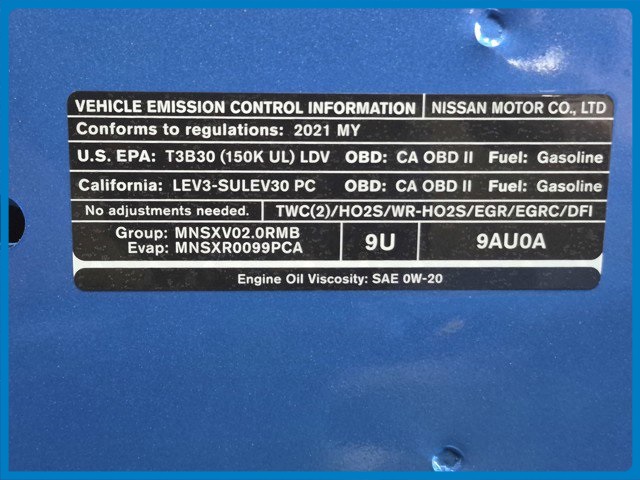 VEHICLE EMISSION CONTROL INFORMATION NISSAN MOTOR CO., LTD
Conforms to regulations: 2021 MY
U.S. EPA: T3B30 (150K UL) LDV OBD: CA OBD II Fuel: Gasoline
California: LEV3-SULEV30 PC OBD: CA OBD II Fuel: Gasoline
No adjustments needed. TWC(2)/HO2S/WR-HO2S/EGR/EGRC/DFI
Group: MNSXV02.0RMB
Evap: MNSXR0099PCA
9U
9AU0A
Engine Oil Viscosity: SAE 0W-20